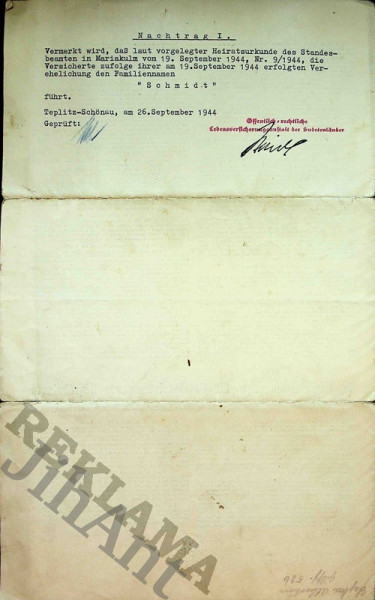 Nachtrag I.
Vermerkt wird, daß laut vorgelegter Heiratsurkunde des Standes-
beamten in Mariakulm vom 19. September 1944, Nr. 9/1944, die
Versicherte zufolge ihrer am 19.September 1944 erfolgten Ver-
ehelichung den Familiennamen
"Schmidt"
führt.
Teplitz-Schönau, am 26.September 1944
Geprüft:
Öffentlich-rechtliche
Lebensversicherungsanstalt der Sudetenländer
REKLAMA
JihAnt